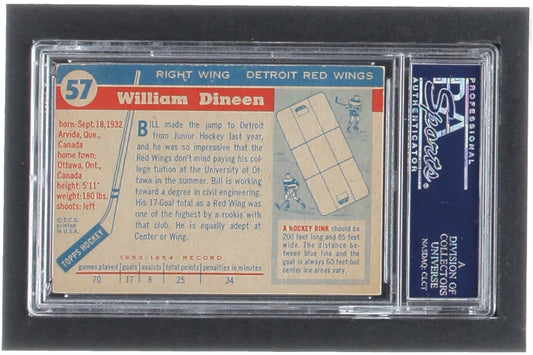 57
RIGHT WING DETROIT RED WINGS
William Dineen
born: Sept. 18, 1932
Arvida, Que.,
Canada
home town:
Ottawa, Ont.,
Canada
height: 5'11"
weight: 180 lbs.
shoots: left
© T.C.G.
printed
in U.S.A.
TOPPS HOCKEY
BILL made the jump to Detroit
from Junior Hockey last year,
and he was so impressive that the
Red Wings don't mind paying his
college tuition at the University of Ot-
tawa in the summer. Bill is working
toward a degree in civil engineering.
His 17-Goal total as a Red Wing was
one of the highest by a rookie with
that club. He is equally adept at
Center or Wing.
1953-1954 RECORD
games played goals assists total points penalties in minutes
70 17 8 25 34
A HOCKEY RINK should be
200 feet long and 85 feet
wide. The distance be-
tween blue line and the
goal is always 60 feet but
center ice areas vary.
PROFESSIONAL
PSA
Sports
AUTHENTICATOR
A
DIVISION OF
COLLECTORS
UNIVERSE
NASDAQ: CLCT